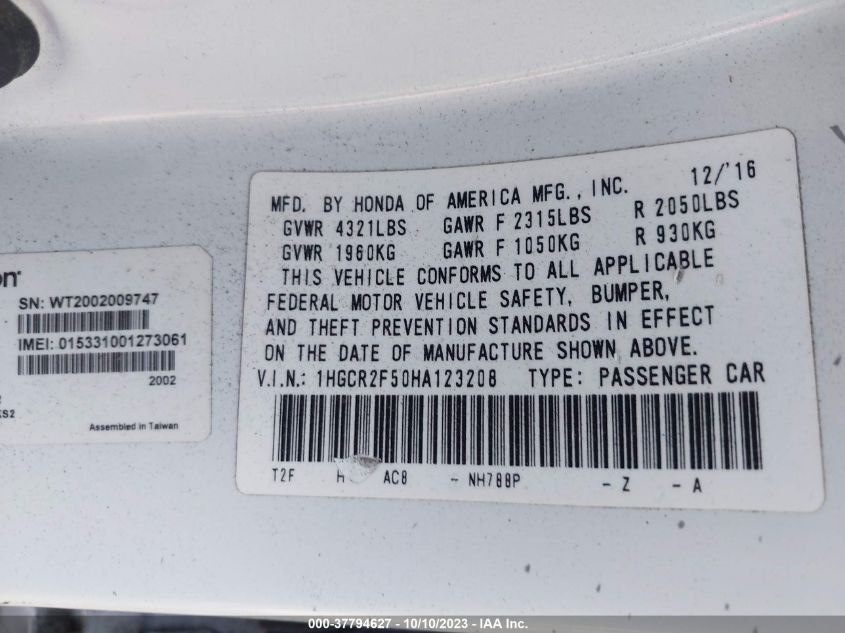 MFD. BY HONDA OF AMERICA MFG., INC. 12/'16
GVWR 4321LBS GAWR F 2315LBS R 2050LBS
GVWR 1960KG GAWR F 1050KG R 930KG
THIS VEHICLE CONFORMS TO ALL APPLICABLE
FEDERAL MOTOR VEHICLE SAFETY, BUMPER,
AND THEFT PREVENTION STANDARDS IN EFFECT
ON THE DATE OF MANUFACTURE SHOWN ABOVE.
V.I.N.: 1HGCR2F50HA123208 TYPE: PASSENGER CAR
T2F H AC8 - NH788P - Z - A
SN: WT2002009747
IMEI: 015331001273061
2002
Assembled in Taiwan
000-37794627 - 10/10/2023 - IAA Inc.